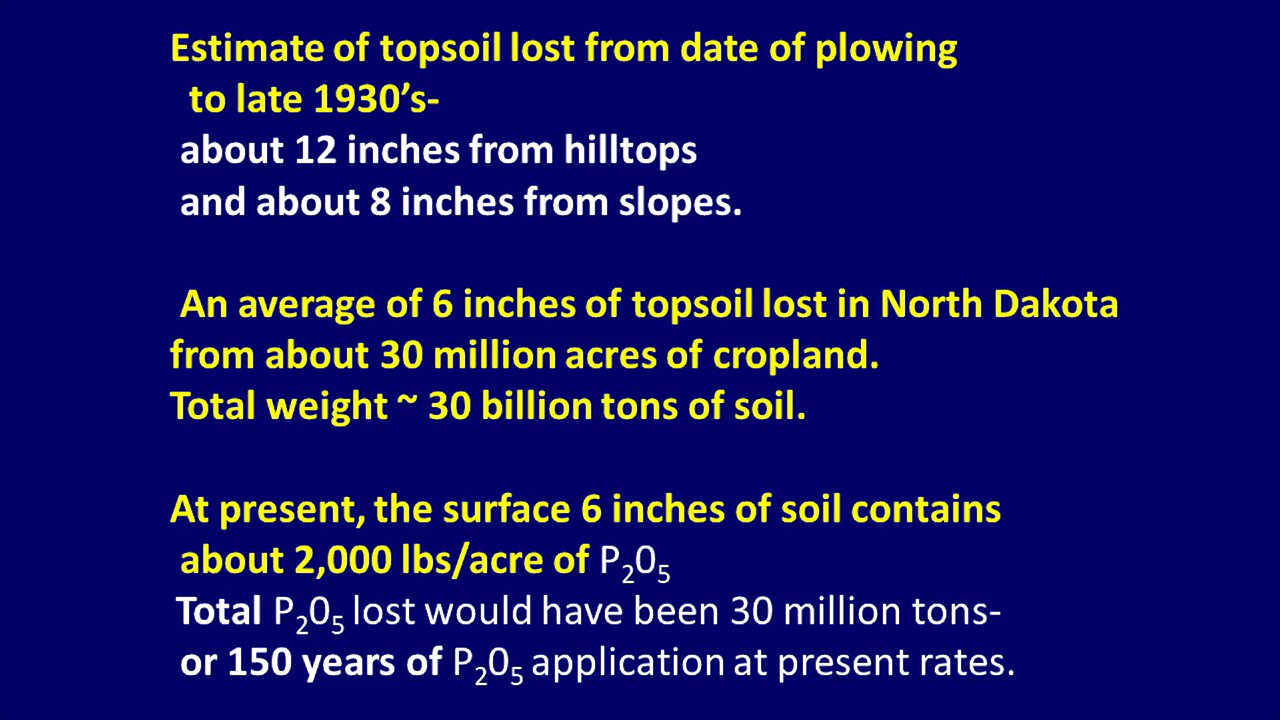 Estimate of topsoil lost from date of plowing
to late 1930’s-
about 12 inches from hilltops
and about 8 inches from slopes.
An average of 6 inches of topsoil lost in North Dakota
from about 30 million acres of cropland.
Total weight ~ 30 billion tons of soil.
At present, the surface 6 inches of soil contains
about 2,000 lbs/acre of P₂0₅
Total P₂0₅ lost would have been 30 million tons-
or 150 years of P₂0₅ application at present rates.